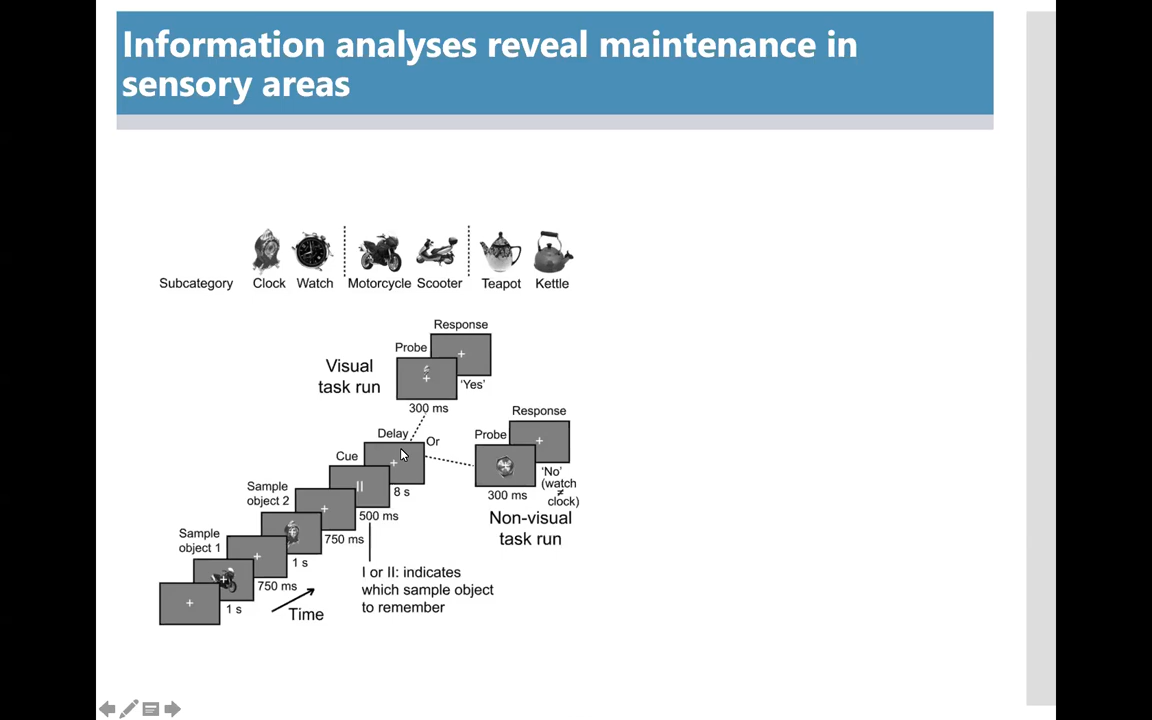 Information analyses reveal maintenance in
sensory areas
Subcategory Clock Watch Motorcycle Scooter Teapot Kettle
Response
Probe
Visual
task run
'Yes'
300 ms
Response
Delay
Or
Probe
Cue
'No'
(watch
≠
clock)
8 s
300 ms
Sample
object 2
500 ms
Non-visual
task run
Sample
object 1
750 ms
1 s
I or II: indicates
which sample object
to remember
750 ms
1 s
Time